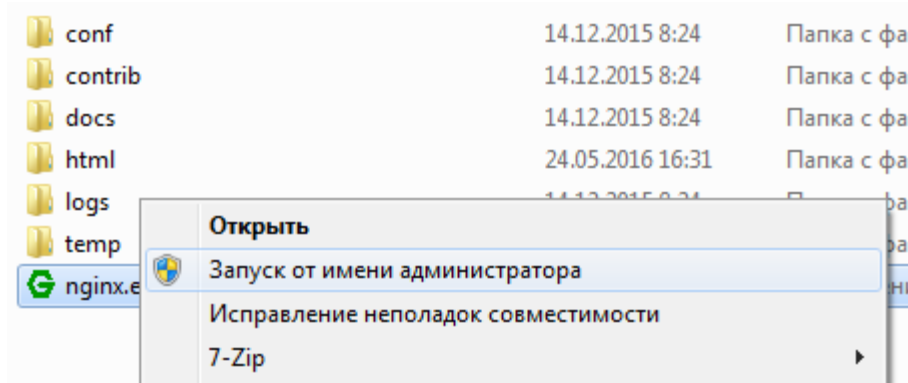 conf 14.12.2015 8:24 Папка с фа
contrib 14.12.2015 8:24 Папка с фа
docs 14.12.2015 8:24 Папка с фа
html 24.05.2016 16:31 Папка с фа
logs
Открыть
temp
Запуск от имени администратора
nginx.e
Исправление неполадок совместимости
7-Zip